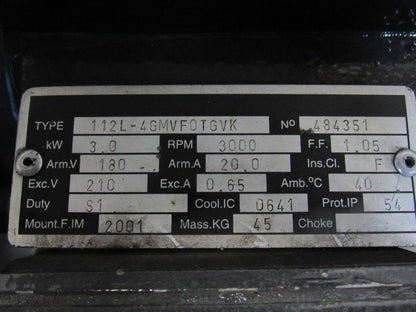 TYPE 112L-4GMVFOTGVK Nº 484351
kW 3.0 RPM 3000 F.F. 1.05
Arm.V 180 Arm.A 20.0 Ins.Cl. F
Exc.V 210 Exc.A 0.65 Amb.ºC 40
Duty S1 Cool.IC 0641 Prot.IP 54
Mount.F.IM 2001 Mass.KG 45 Choke